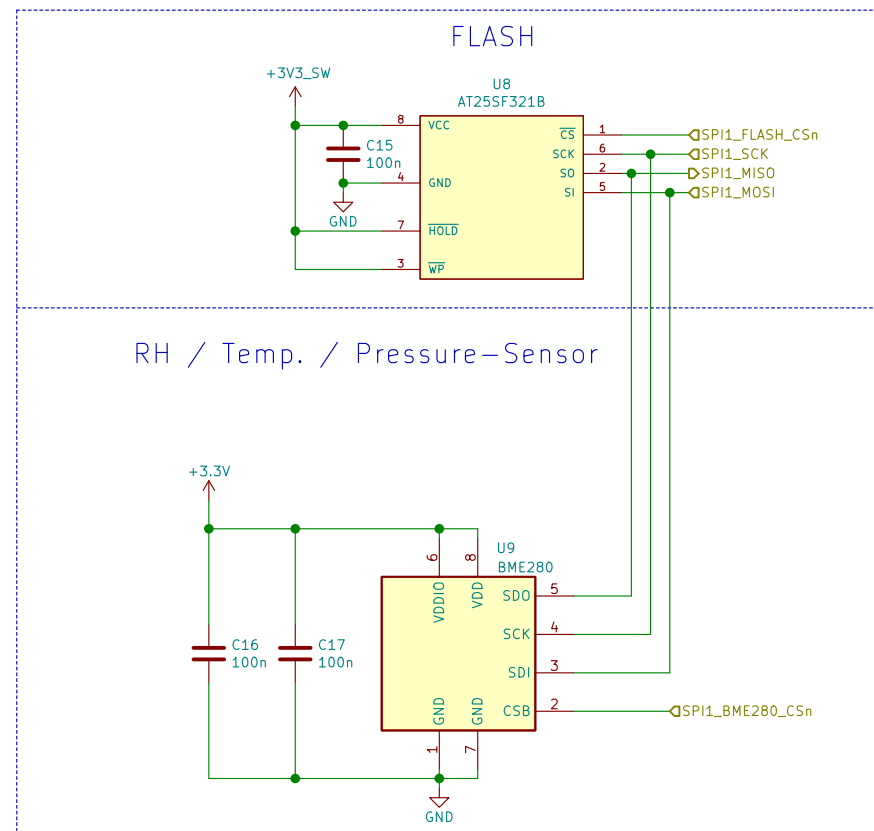 FLASH
+3V3_SW
U8
AT25SF321B
8
VCC
C15
100n
4
GND
GND
7
HOLD
3
WP
CS
1
SPI1_FLASH_CSn
SCK
6
SPI1_SCK
SO
2
SPI1_MISO
SI
5
SPI1_MOSI
RH / Temp. / Pressure-Sensor
+3.3V
U9
BME280
6
8
VDDIO
VDD
SDO
5
SCK
4
SDI
3
CSB
2
SPI1_BME280_CSn
C16
100n
C17
100n
GND
GND
1
7
GND